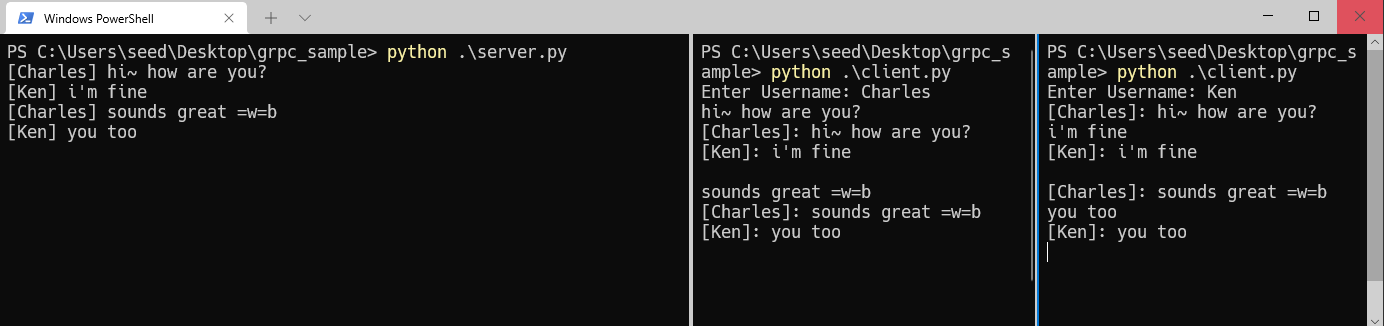 Windows PowerShell
PS C:\Users\seed\Desktop\grpc_sample> python .\server.py
[Charles] hi~ how are you?
[Ken] i'm fine
[Charles] sounds great =w=b
[Ken] you too
PS C:\Users\seed\Desktop\grpc_s
ample> python .\client.py
Enter Username: Charles
hi~ how are you?
[Charles]: hi~ how are you?
[Ken]: i'm fine
sounds great =w=b
[Charles]: sounds great =w=b
[Ken]: you too
PS C:\Users\seed\Desktop\grpc_s
ample> python .\client.py
Enter Username: Ken
[Charles]: hi~ how are you?
i'm fine
[Ken]: i'm fine
[Charles]: sounds great =w=b
you too
[Ken]: you too